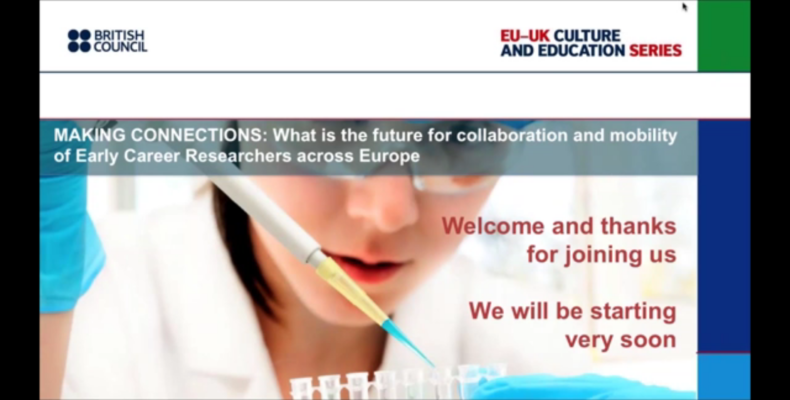 BRITISH
COUNCIL
EU–UK CULTURE
AND EDUCATION SERIES
MAKING CONNECTIONS: What is the future for collaboration and mobility
of Early Career Researchers across Europe
Welcome and thanks
for joining us
We will be starting
very soon